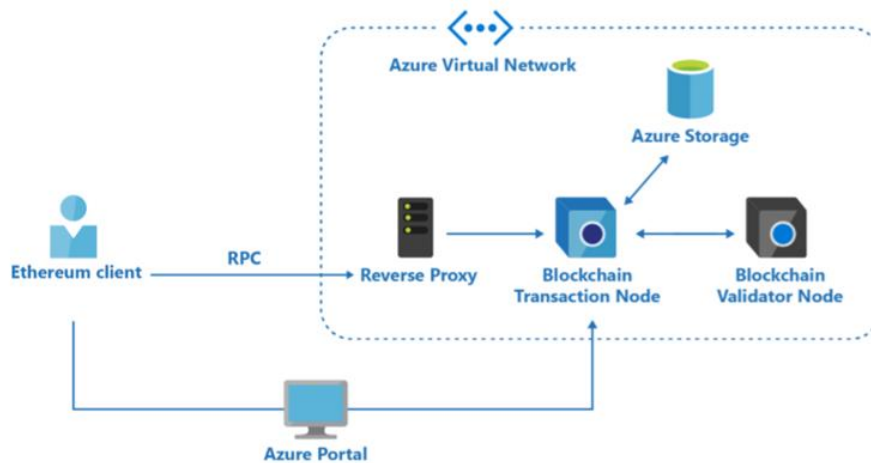 Azure Virtual Network
Azure Storage
Ethereum client
RPC
Reverse Proxy
Blockchain
Transaction Node
Blockchain
Validator Node
Azure Portal